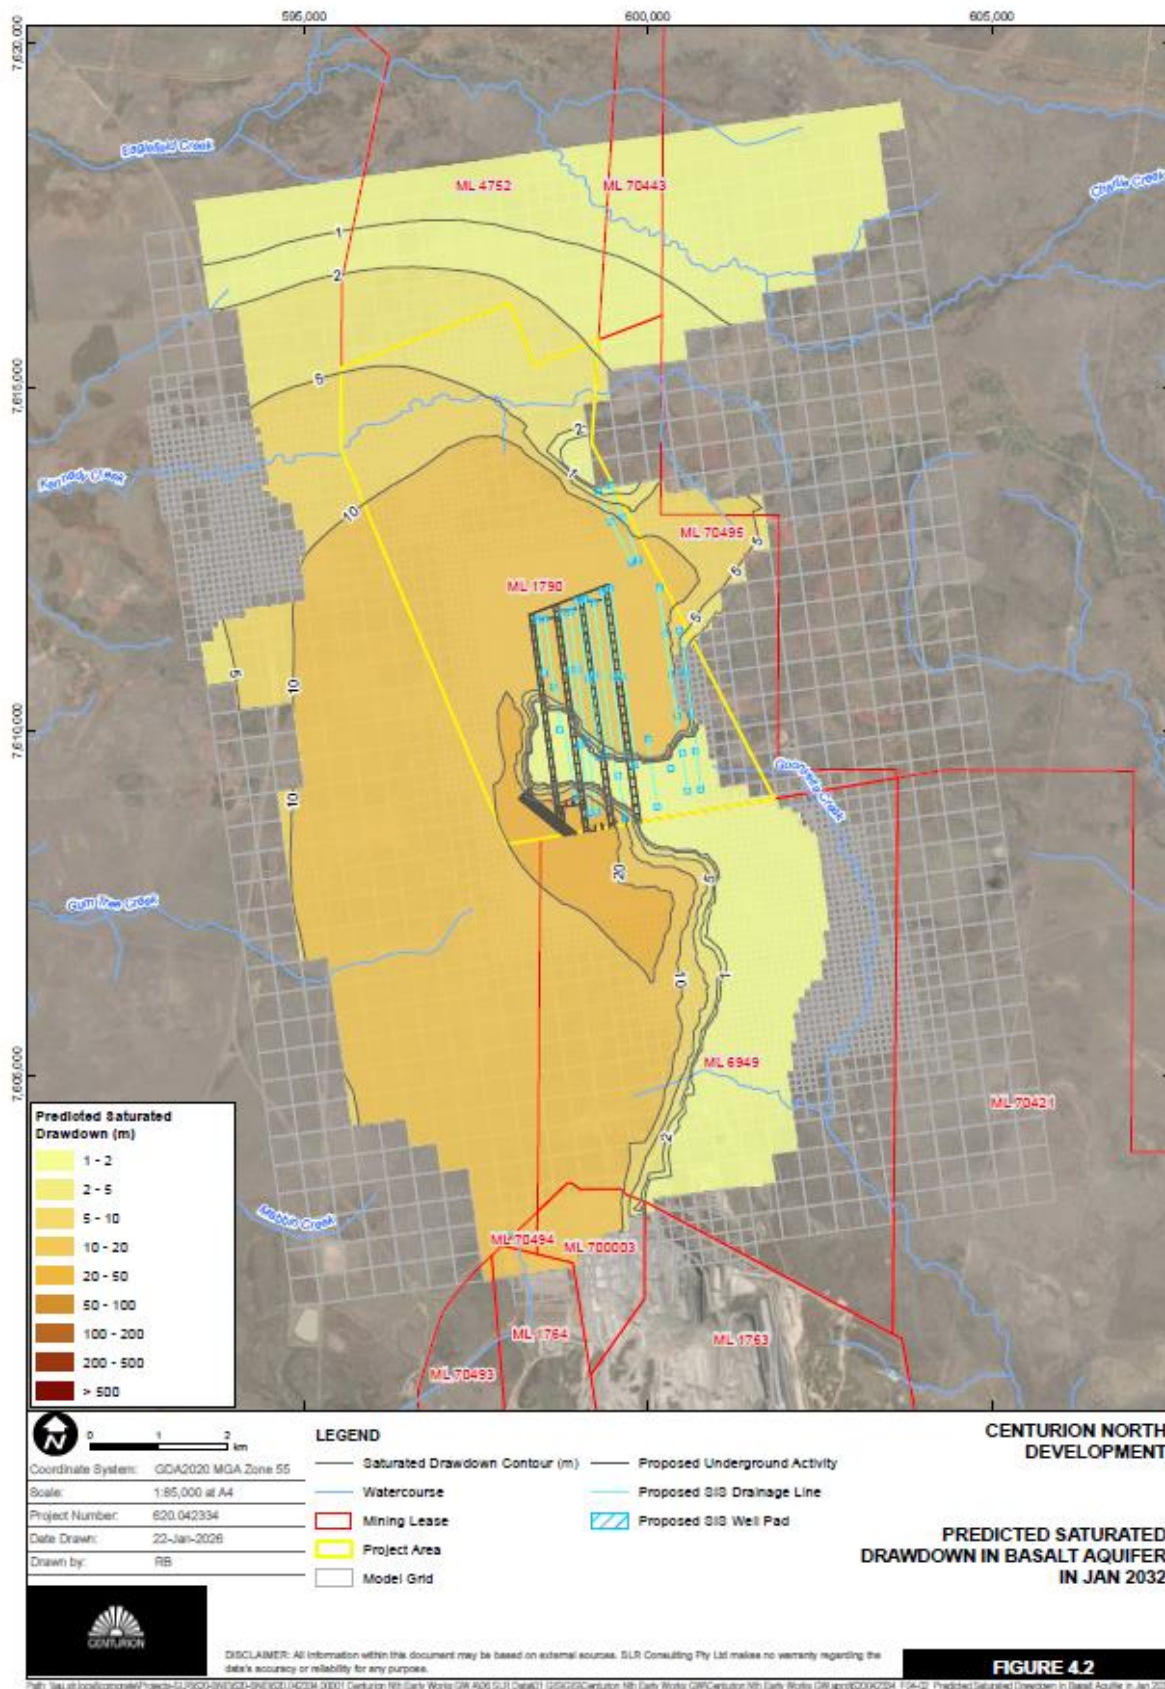 595,000
600,000
605,000
7,620,000
7,615,000
7,610,000
7,605,000
Eaglefield Creek
ML 4752
ML 70443
Charlie Creek
1
2
5
2
1
Kennedy Creek
10
ML 70495
5
5
5
ML 1790
5
10
10
Goonyella Creek
20
5
Gum Tree Creek
10
1
ML 6949
ML 70421
2
Predicted Saturated
Drawdown (m)
1 - 2
2 - 5
5 - 10
10 - 20
20 - 50
50 - 100
100 - 200
200 - 500
> 500
Mabbin Creek
ML 70494
ML 700003
ML 1764
ML 1763
ML 70493
N
0 1 2
km
Coordinate System: GDA2020 MGA Zone 55
Scale: 1:85,000 at A4
Project Number: 620.042334
Date Drawn: 22-Jan-2026
Drawn by: RB
LEGEND
Saturated Drawdown Contour (m)
Watercourse
Mining Lease
Project Area
Model Grid
Proposed Underground Activity
Proposed SIS Drainage Line
Proposed SIS Well Pad
CENTURION NORTH
DEVELOPMENT
PREDICTED SATURATED
DRAWDOWN IN BASALT AQUIFER
IN JAN 2032
CENTURION
DISCLAIMER: All information within this document may be based on external sources. SLR Consulting Pty Ltd makes no warranty regarding the
data's accuracy or reliability for any purpose.
FIGURE 4.2